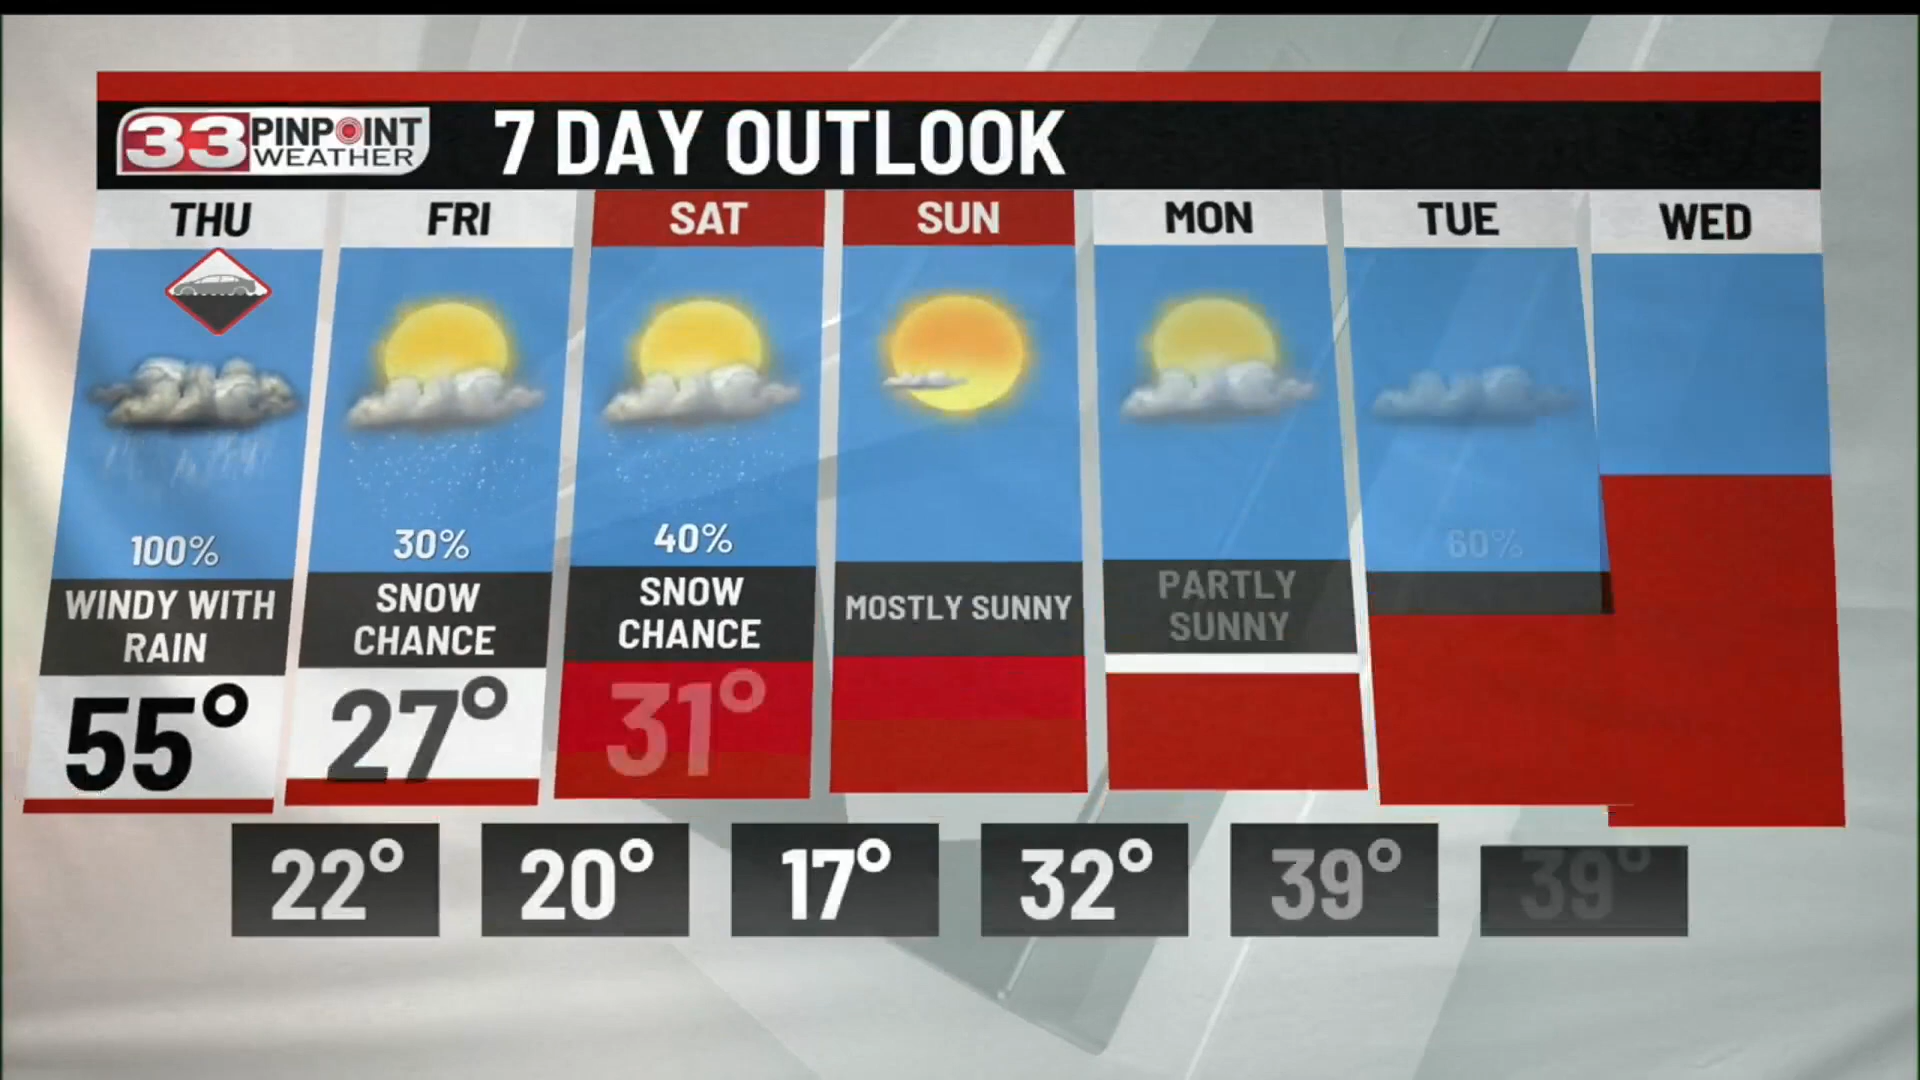 33 PINPOINT WEATHER
7 DAY OUTLOOK
THU FRI SAT SUN MON TUE WED
100% 30% 40% 60%
WINDY WITH RAIN
SNOW CHANCE
SNOW CHANCE
MOSTLY SUNNY
PARTLY SUNNY
55° 27° 31°
22° 20° 17° 32° 39° 39°